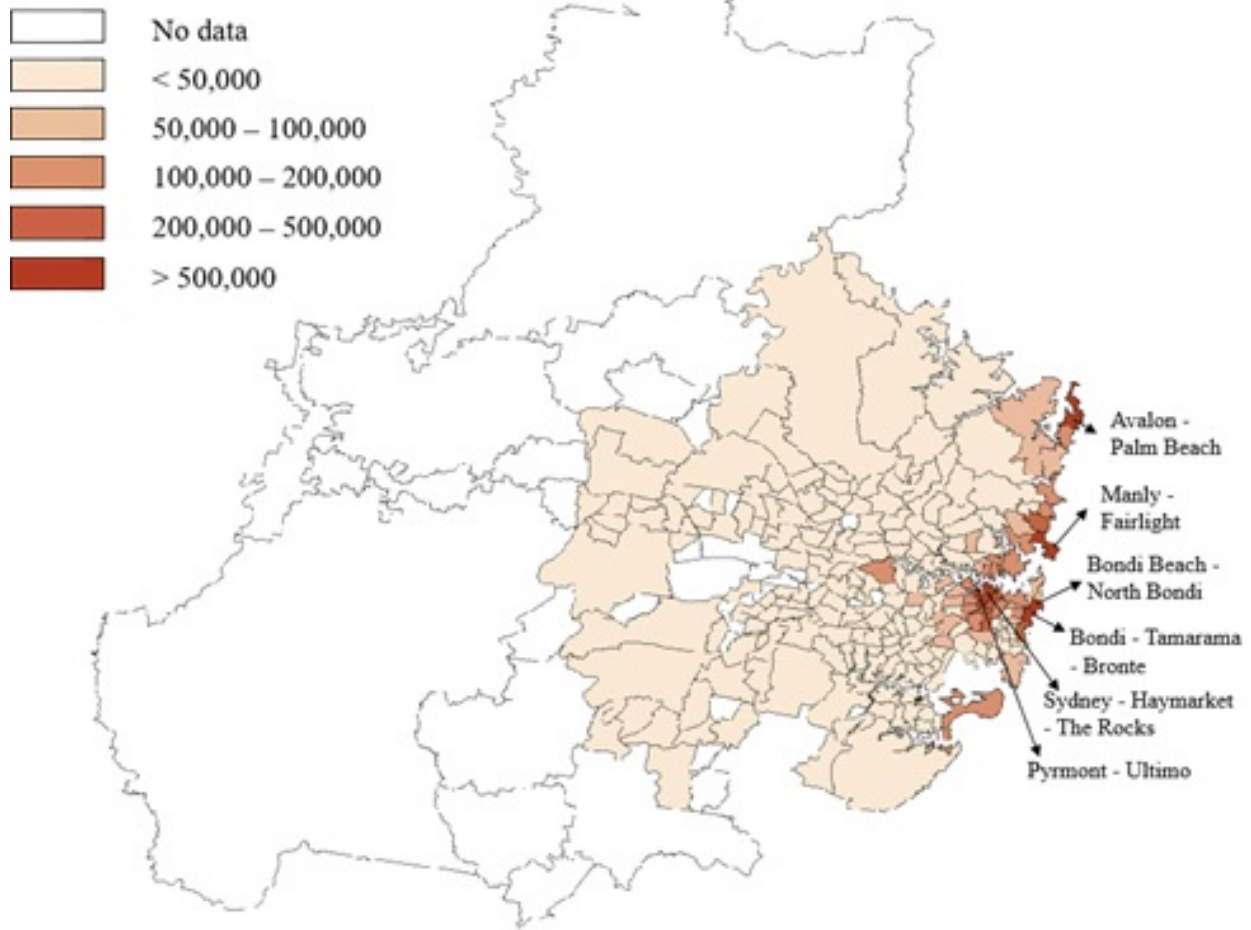 No data
< 50,000
50,000 – 100,000
100,000 – 200,000
200,000 – 500,000
> 500,000
Avalon -
Palm Beach
Manly -
Fairlight
Bondi Beach -
North Bondi
Bondi - Tamarama
- Bronte
Sydney - Haymarket
- The Rocks
Pyrmont - Ultimo